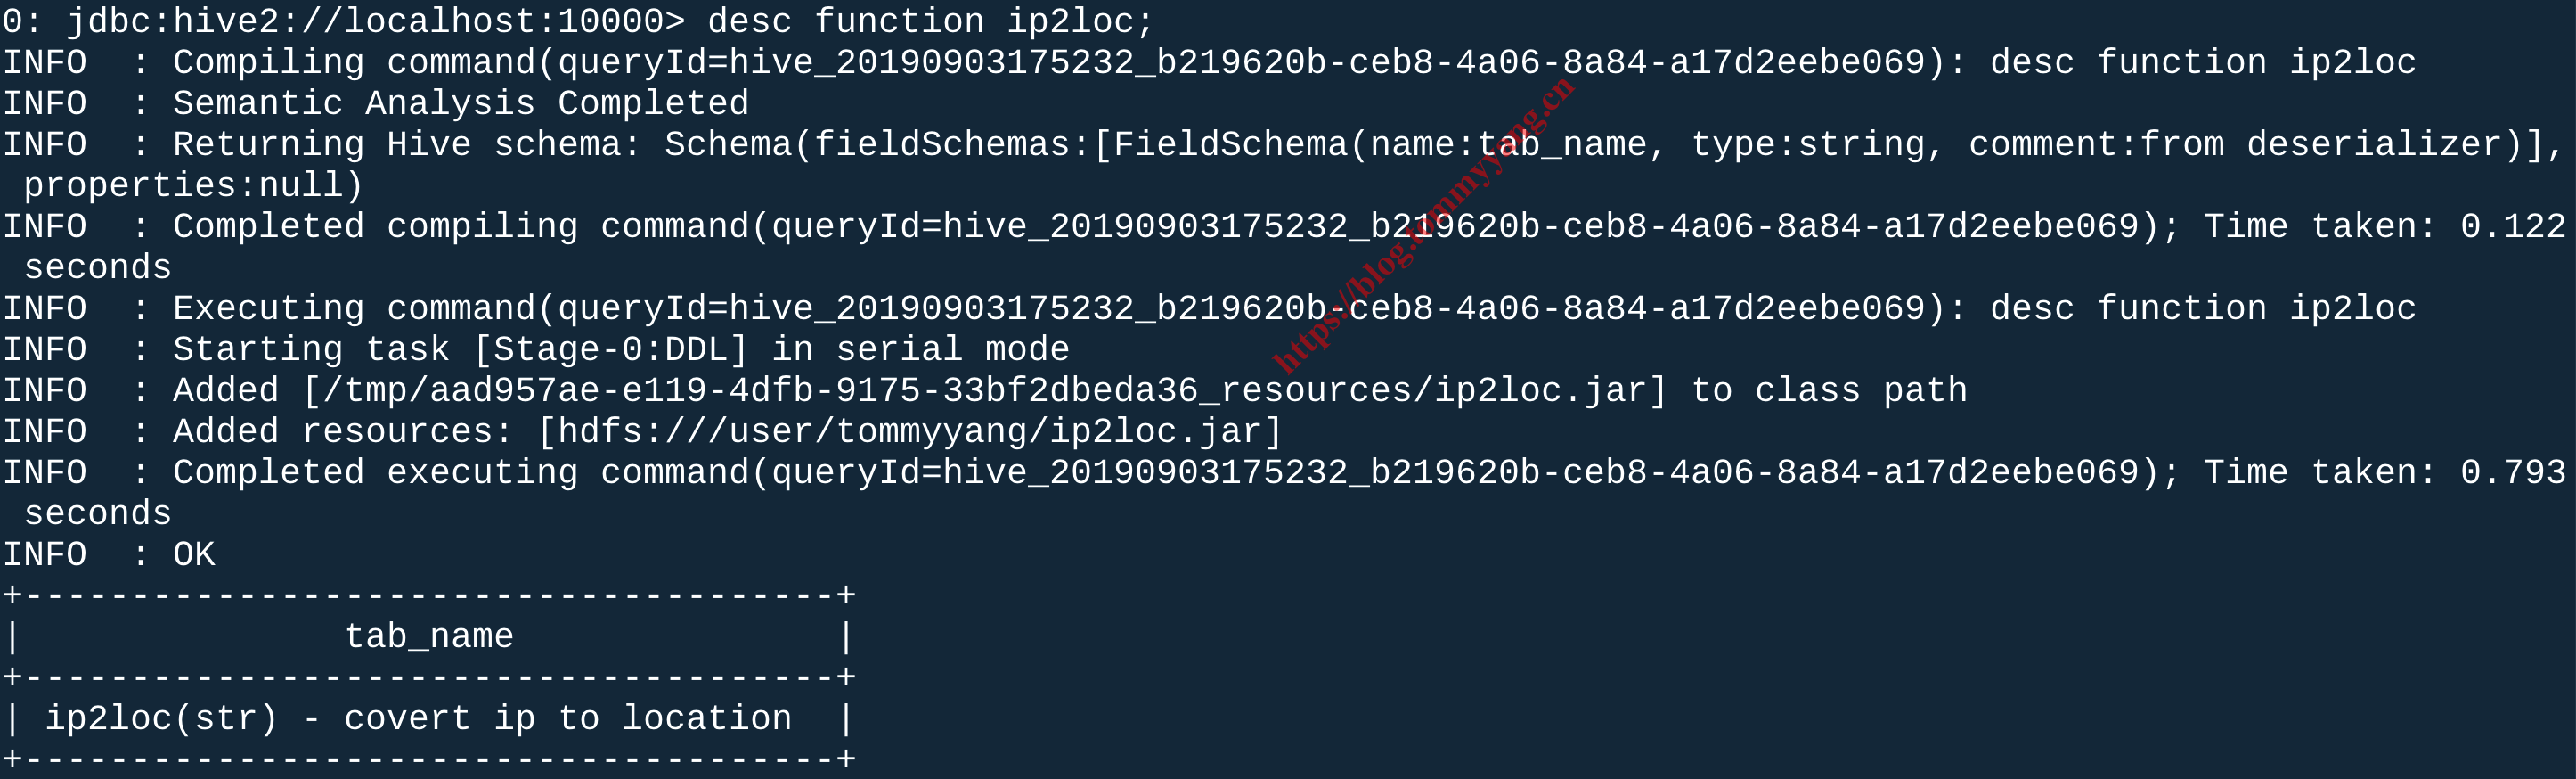 0: jdbc:hive2://localhost:10000> desc function ip2loc;
INFO  : Compiling command(queryId=hive_20190903175232_b219620b-ceb8-4a06-8a84-a17d2eebe069): desc function ip2loc
INFO  : Semantic Analysis Completed
INFO  : Returning Hive schema: Schema(fieldSchemas:[FieldSchema(name:tab_name, type:string, comment:from deserializer)],
 properties:null)
INFO  : Completed compiling command(queryId=hive_20190903175232_b219620b-ceb8-4a06-8a84-a17d2eebe069); Time taken: 0.122
 seconds
INFO  : Executing command(queryId=hive_20190903175232_b219620b-ceb8-4a06-8a84-a17d2eebe069): desc function ip2loc
INFO  : Starting task [Stage-0:DDL] in serial mode
INFO  : Added [/tmp/aad957ae-e119-4dfb-9175-33bf2dbeda36_resources/ip2loc.jar] to class path
INFO  : Added resources: [hdfs:///user/tommyyang/ip2loc.jar]
INFO  : Completed executing command(queryId=hive_20190903175232_b219620b-ceb8-4a06-8a84-a17d2eebe069); Time taken: 0.793
 seconds
INFO  : OK
+--------------------------------------+
|               tab_name               |
+--------------------------------------+
| ip2loc(str) - covert ip to location  |
+--------------------------------------+
https://blog.tommyyang.cn